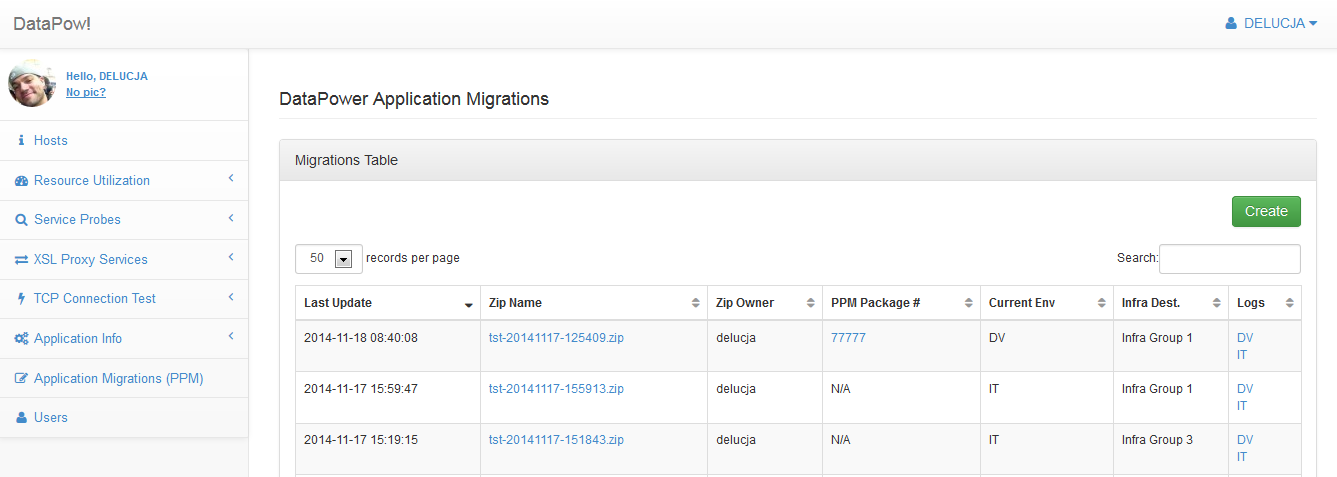 DataPow!
DELUCJA
Hello, DELUCJA
No pic?
Hosts
Resource Utilization
Service Probes
XSL Proxy Services
TCP Connection Test
Application Info
Application Migrations (PPM)
Users
DataPower Application Migrations
Migrations Table
Create
50 records per page
Search:
Last Update Zip Name Zip Owner PPM Package # Current Env Infra Dest. Logs
2014-11-18 08:40:08 tst-20141117-125409.zip delucja 77777 DV Infra Group 1 DV
IT
2014-11-17 15:59:47 tst-20141117-155913.zip delucja N/A IT Infra Group 1 DV
IT
2014-11-17 15:19:15 tst-20141117-151843.zip delucja N/A IT Infra Group 3 DV
IT